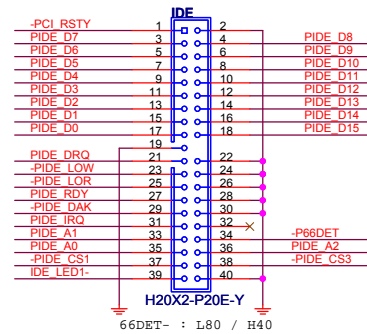 IDE
-PCI_RSTY 1 2
PIDE_D7 3 4 PIDE_D8
PIDE_D6 5 6 PIDE_D9
PIDE_D5 7 8 PIDE_D10
PIDE_D4 9 10 PIDE_D11
PIDE_D3 11 12 PIDE_D12
PIDE_D2 13 14 PIDE_D13
PIDE_D1 15 16 PIDE_D14
PIDE_D0 17 18 PIDE_D15
19
PIDE_DRQ 21 22
-PIDE_LOW 23 24
-PIDE_LOR 25 26
PIDE_RDY 27 28
-PIDE_DAK 29 30
PIDE_IRQ 31 32
PIDE_A1 33 34 -P66DET
PIDE_A0 35 36 PIDE_A2
-PIDE_CS1 37 38 -PIDE_CS3
IDE_LED1- 39 40
H20X2-P20E-Y
66DET- : L80 / H40